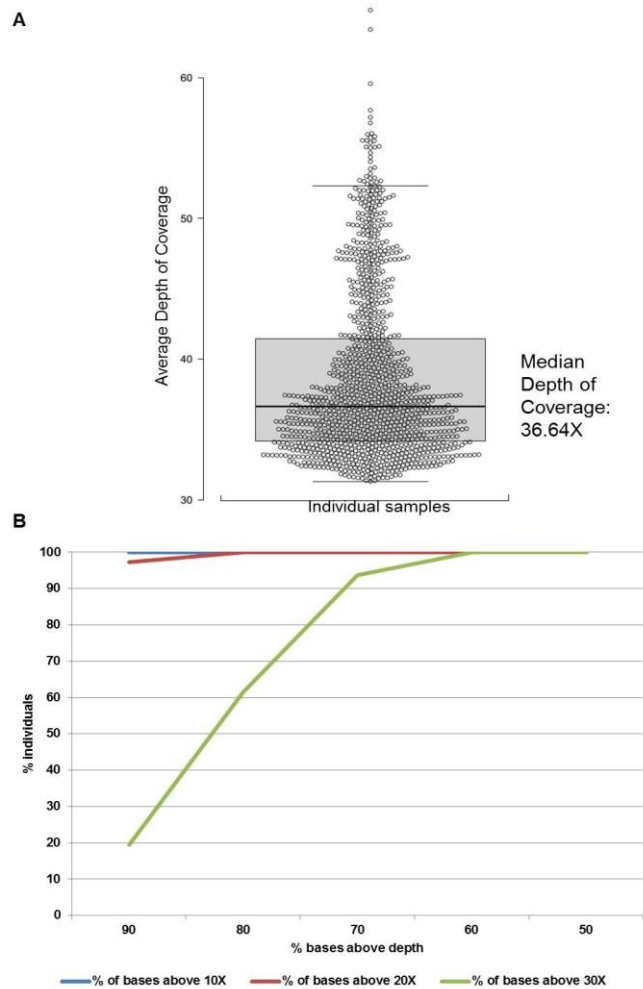 A
60
50
40
30
Average Depth of Coverage
Median
Depth of
Coverage:
36.64X
Individual samples
B
100
90
80
70
60
50
40
30
20
10
0
% individuals
90 80 70 60 50
% bases above depth
% of bases above 10X % of bases above 20X % of bases above 30X